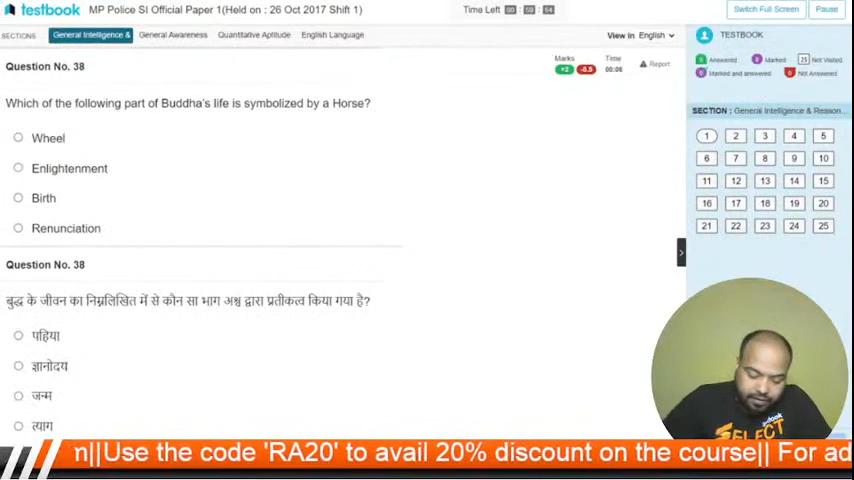 testbook MP Police SI Official Paper 1(Held on : 26 Oct 2017 Shift 1) Time Left Switch Full Screen Pause
SECTIONS General Intelligence & General Awareness Quantitative Aptitude English Language View in English TESTBOOK
Question No. 38 Marks Time Report
+2 -0.5 00:06
Answered Marked 25 Not Visited
Marked and answered Not Answered
Which of the following part of Buddha's life is symbolized by a Horse?
SECTION : General Intelligence & Reason...
Wheel
1 2 3 4 5
Enlightenment
6 7 8 9 10
11 12 13 14 15
Birth
16 17 18 19 20
Renunciation
21 22 23 24 25
Question No. 38
बुद्ध के जीवन का निम्नलिखित में से कौन सा भाग अश्व द्वारा प्रतीकत्व किया गया है?
पहिया
ज्ञानोदय
जन्म
त्याग
SELECT
n||Use the code 'RA20' to avail 20% discount on the course|| For ad